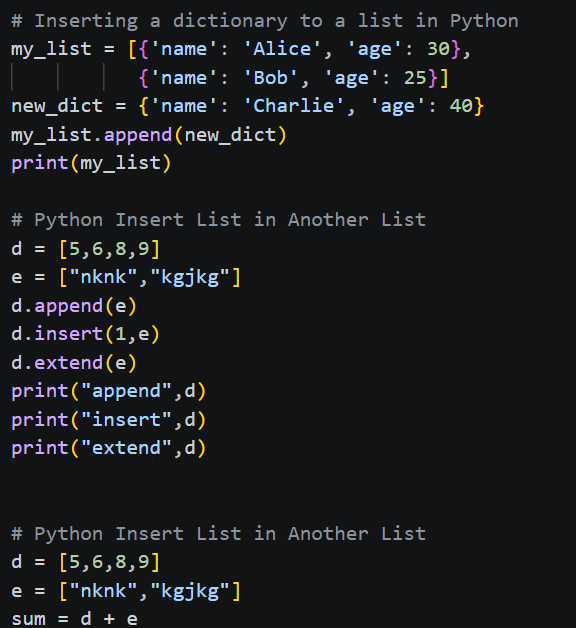 # Inserting a dictionary to a list in Python
my_list = [{'name': 'Alice', 'age': 30},
           {'name': 'Bob', 'age': 25}]
new_dict = {'name': 'Charlie', 'age': 40}
my_list.append(new_dict)
print(my_list)

# Python Insert List in Another List
d = [5,6,8,9]
e = ["nknk","kgjkg"]
d.append(e)
d.insert(1,e)
d.extend(e)
print("append",d)
print("insert",d)
print("extend",d)

# Python Insert List in Another List
d = [5,6,8,9]
e = ["nknk","kgjkg"]
sum = d + e